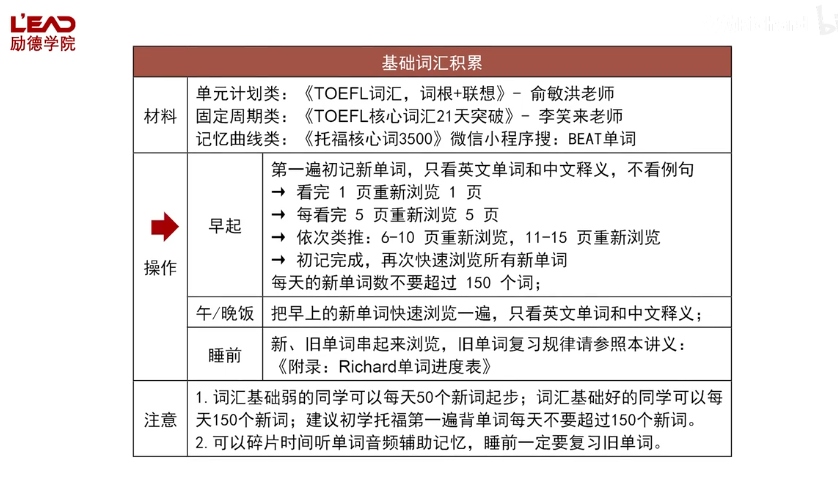 L'EAD
励德学院
基础词汇积累
材料
单元计划类：《TOEFL词汇，词根+联想》- 俞敏洪老师
固定周期类：《TOEFL核心词汇21天突破》- 李笑来老师
记忆曲线类：《托福核心词3500》微信小程序搜：BEAT单词
操作
早起
第一遍初记新单词，只看英文单词和中文释义，不看例句
→ 看完 1 页重新浏览 1 页
→ 每看完 5 页重新浏览 5 页
→ 依次类推：6-10 页重新浏览，11-15 页重新浏览
→ 初记完成，再次快速浏览所有新单词
每天的新单词数不要超过 150 个词；
午/晚饭
把早上的新单词快速浏览一遍，只看英文单词和中文释义；
睡前
新、旧单词串起来浏览，旧单词复习规律请参照本讲义：
《附录：Richard单词进度表》
注意
1. 词汇基础弱的同学可以每天50个新词起步；词汇基础好的同学可以每
天150个新词；建议初学托福第一遍背单词每天不要超过150个新词。
2. 可以碎片时间听单词音频辅助记忆，睡前一定要复习旧单词。